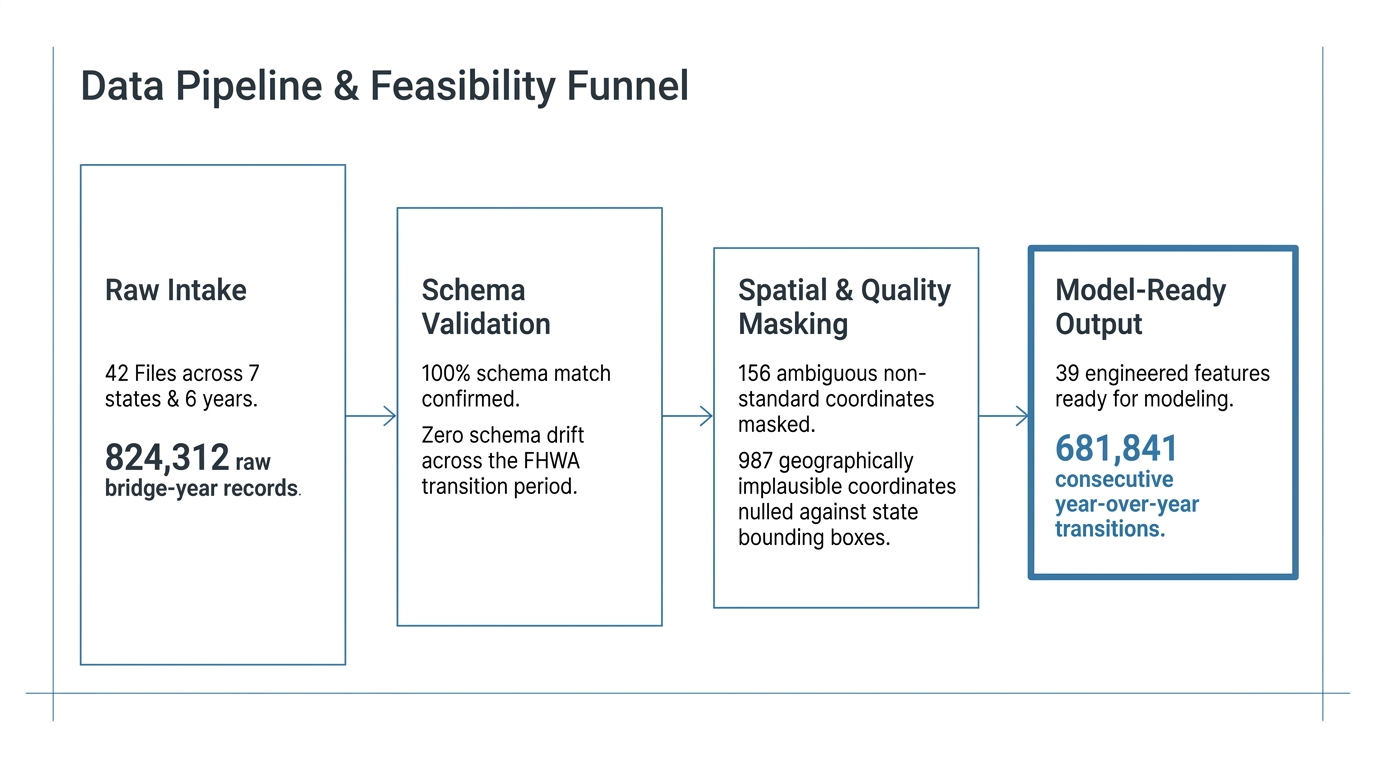 Data Pipeline & Feasibility Funnel
Raw Intake
42 Files across 7
states & 6 years.
824,312 raw
bridge-year records.
Schema
Validation
100% schema match
confirmed.
Zero schema drift
across the FHWA
transition period.
Spatial & Quality
Masking
156 ambiguous non-
standard coordinates
masked.
987 geographically
implausible coordinates
nulled against state
bounding boxes.
Model-Ready
Output
39 engineered features
ready for modeling.
681,841
consecutive
year-over-year
transitions.